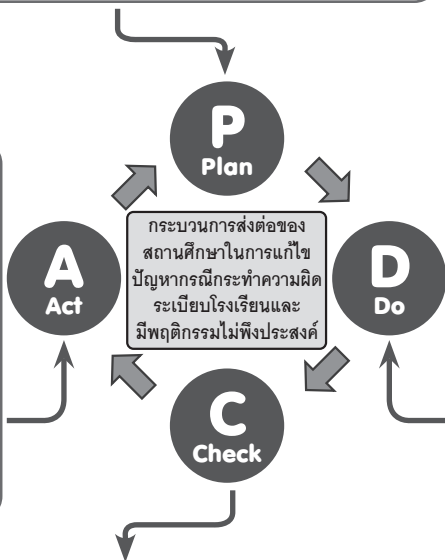 P
Plan
กระบวนการส่งต่อของ
สถานศึกษาในการแก้ไข
ปัญหากรณีกระทำความผิด
ระเบียบโรงเรียนและ
มีพฤติกรรมไม่พึงประสงค์
A
Act
D
Do
C
Check